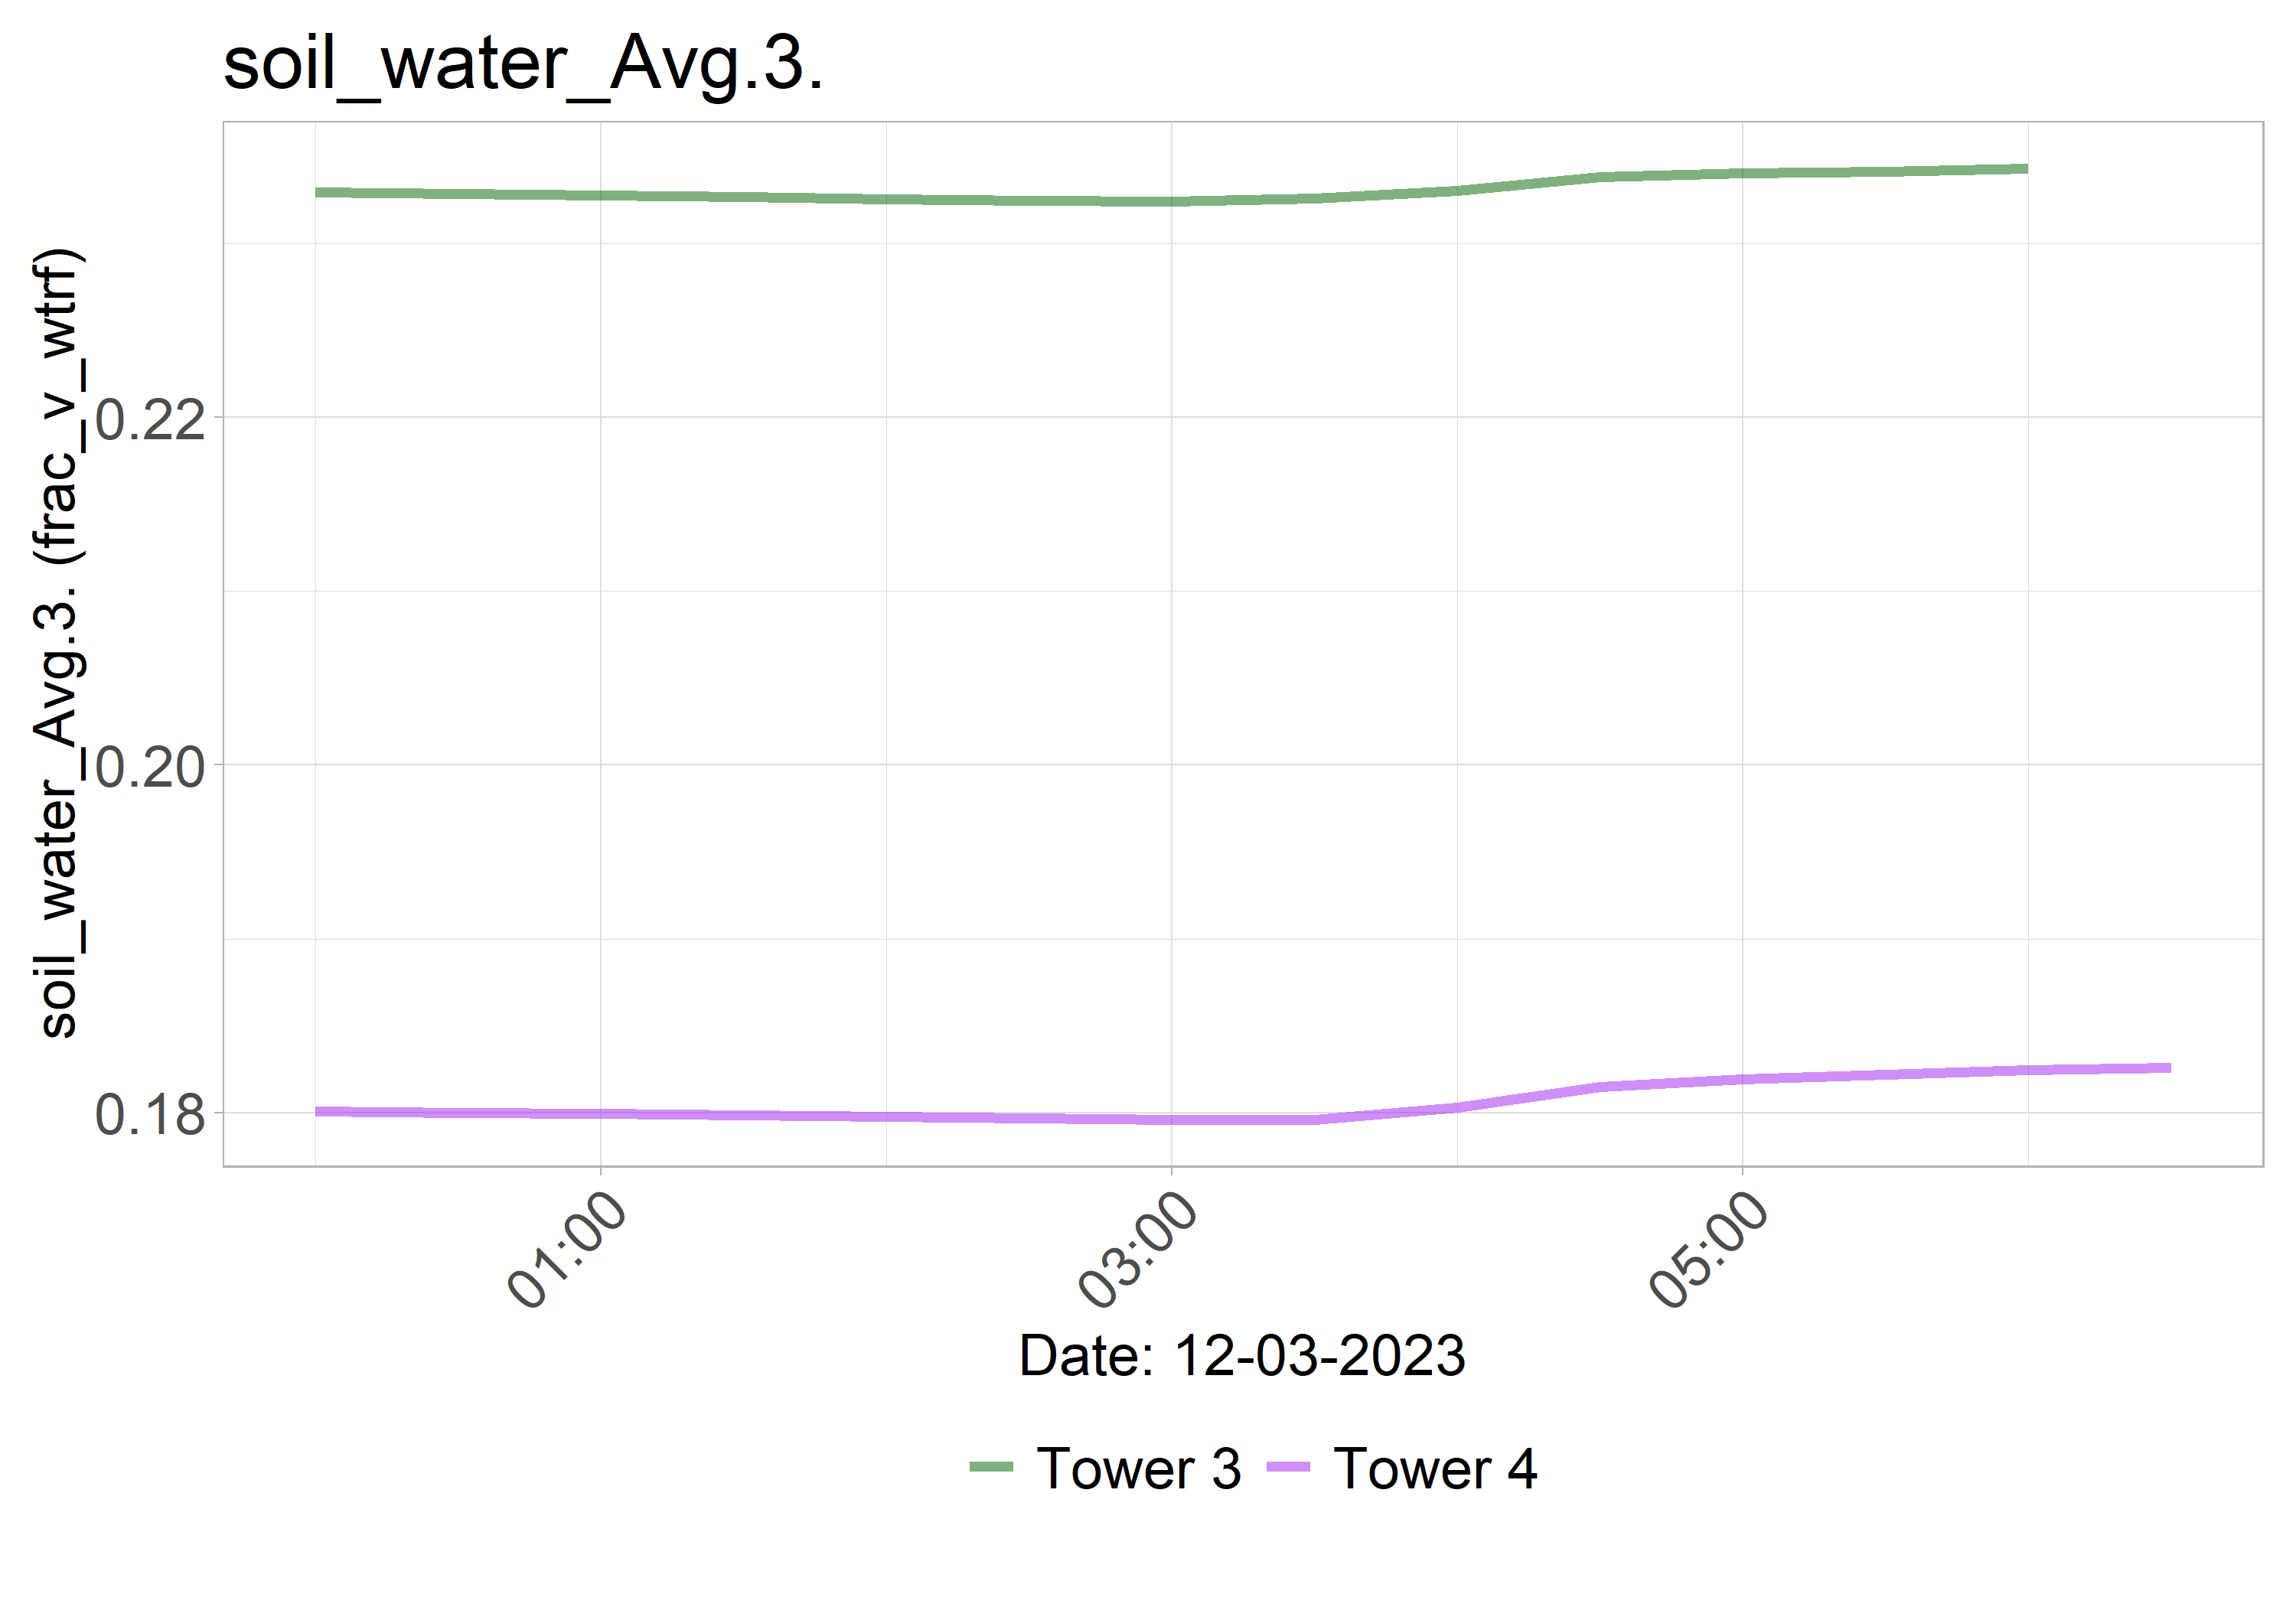 soil_water_Avg.3.
soil_water_Avg.3. (frac_v_wtrf)
0.22
0.20
0.18
01:00
03:00
05:00
Date: 12-03-2023
Tower 3
Tower 4